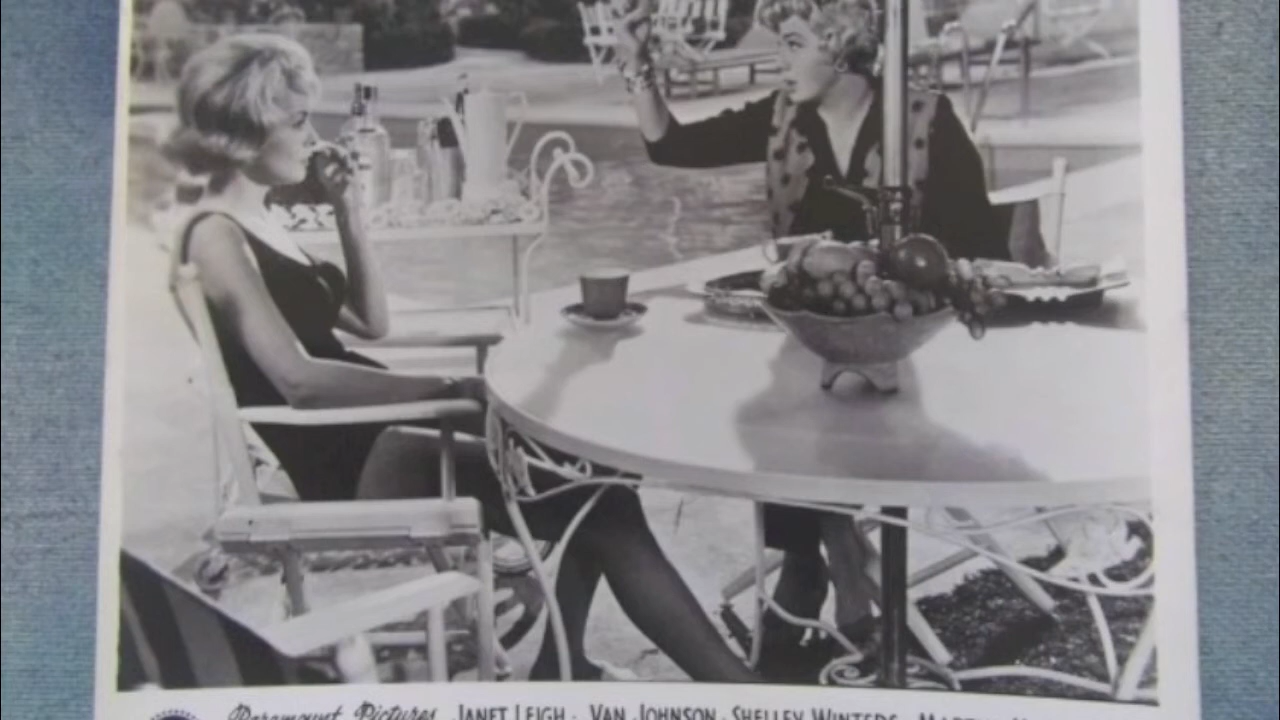 Paramount Pictures JANET LEIGH · VAN JOHNSON · SHELLEY WINTERS ·